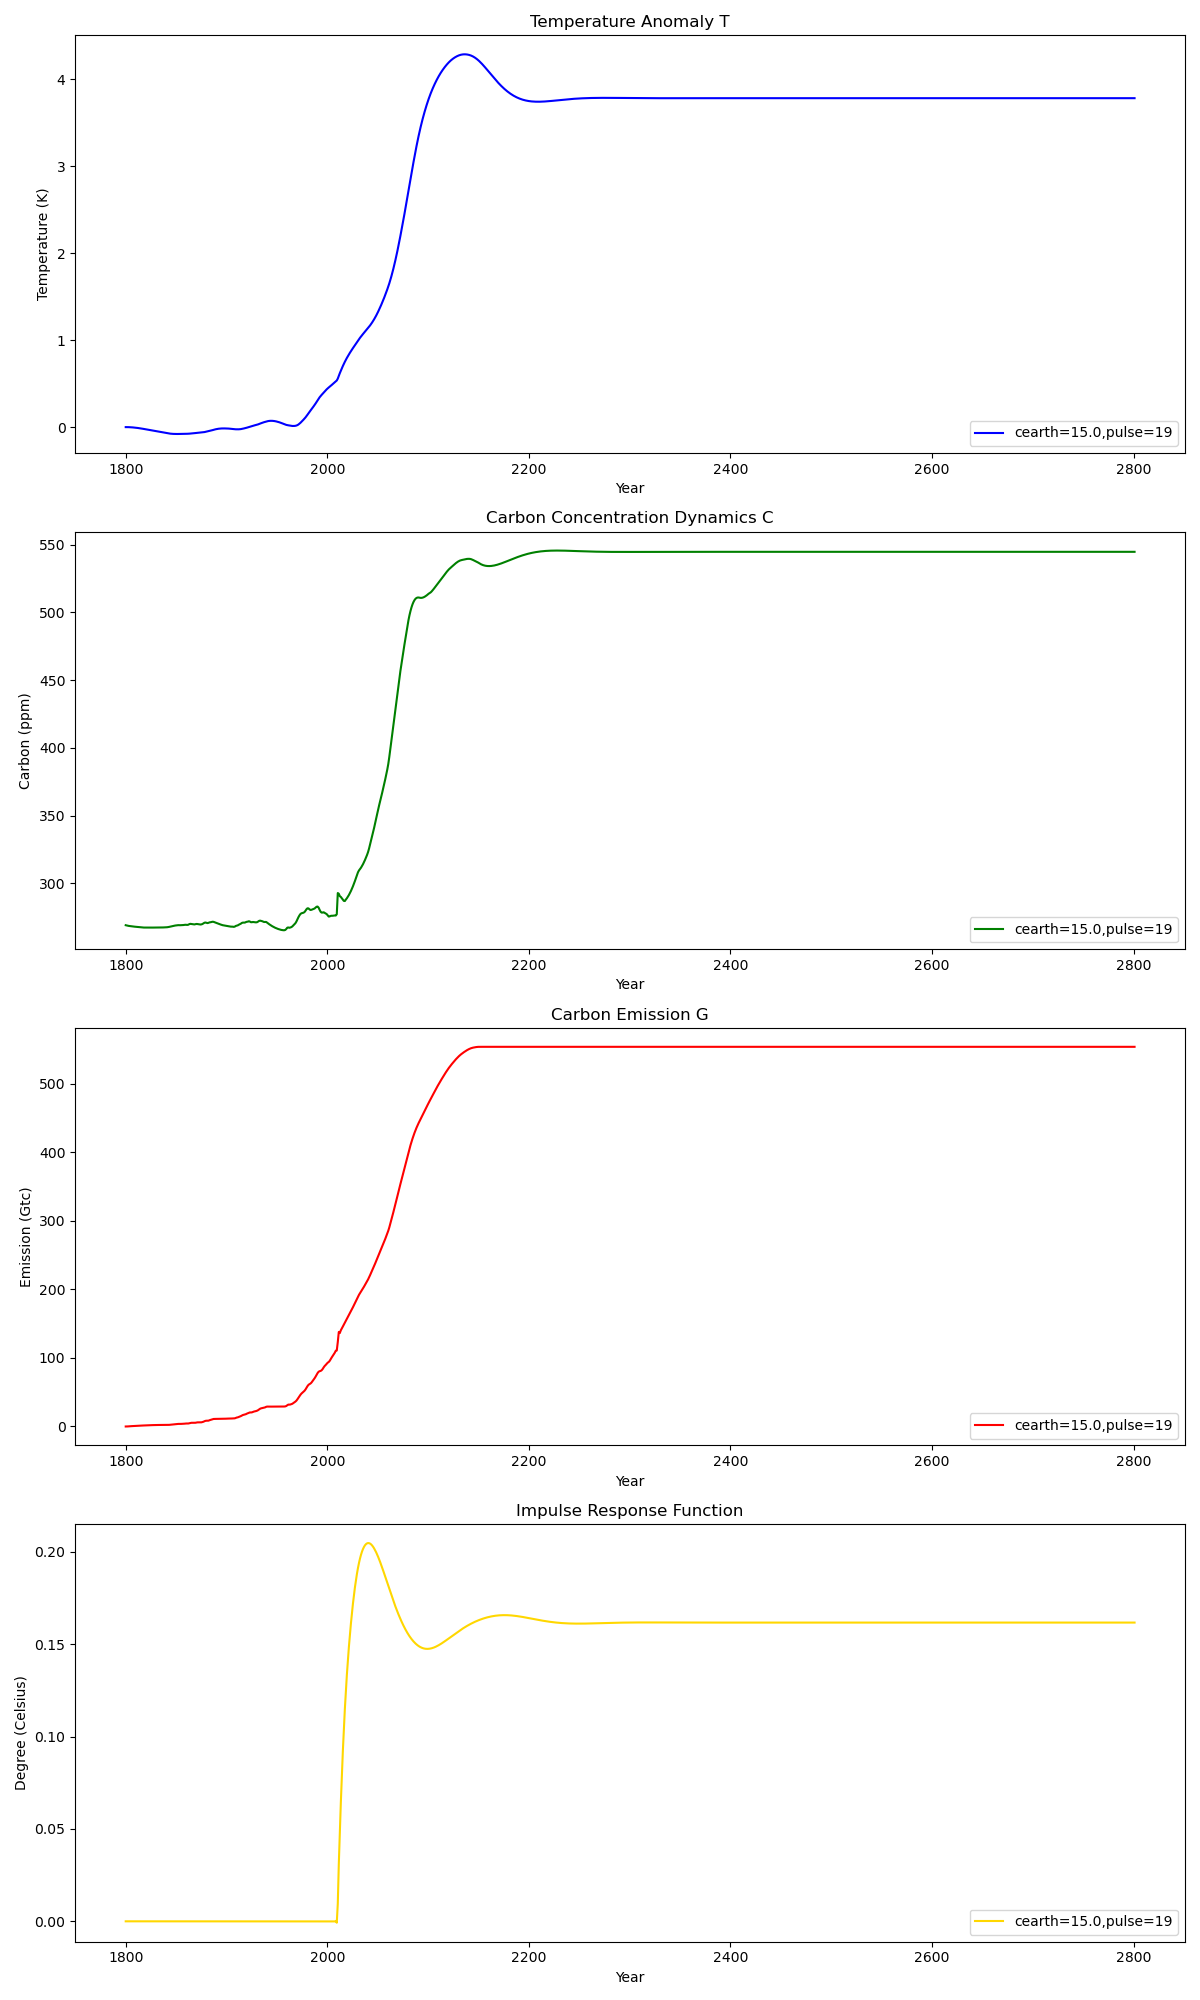 Temperature Anomaly T
4
3
2
1
0
Temperature (K)
cearth=15.0,pulse=19
1800 2000 2200 2400 2600 2800
Year
Carbon Concentration Dynamics C
550
500
450
400
350
300
Carbon (ppm)
cearth=15.0,pulse=19
1800 2000 2200 2400 2600 2800
Year
Carbon Emission G
500
400
300
200
100
0
Emission (Gtc)
cearth=15.0,pulse=19
1800 2000 2200 2400 2600 2800
Year
Impulse Response Function
0.20
0.15
0.10
0.05
0.00
Degree (Celsius)
cearth=15.0,pulse=19
1800 2000 2200 2400 2600 2800
Year